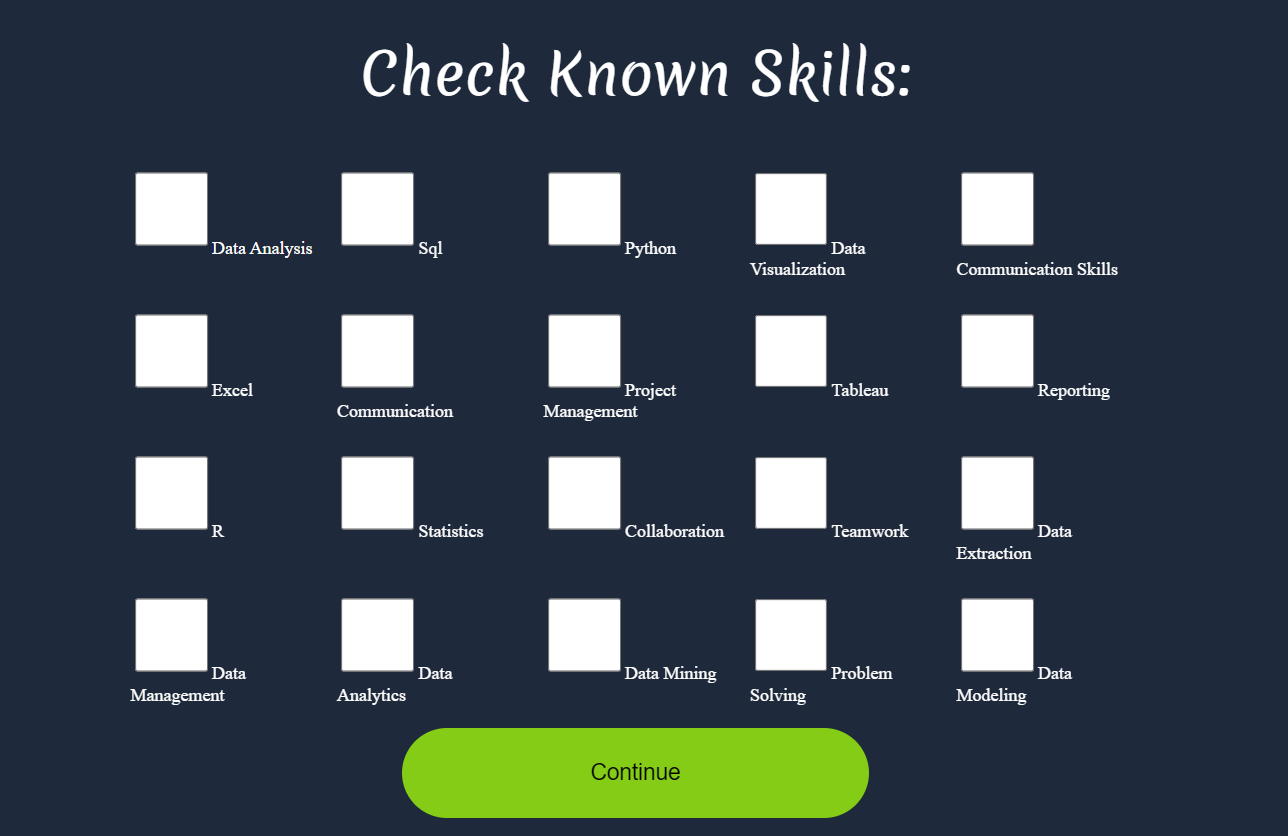 Check Known Skills:
Data Analysis
Sql
Python
Data
Visualization
Communication Skills
Excel
Communication
Project
Management
Tableau
Reporting
R
Statistics
Collaboration
Teamwork
Data
Extraction
Data
Management
Data
Analytics
Data Mining
Problem
Solving
Data
Modeling
Continue